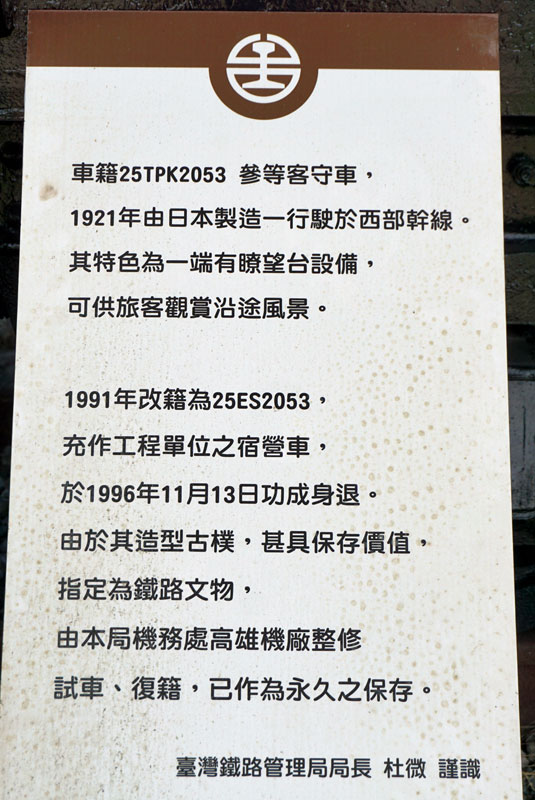 車籍25TPK2053 參等客守車，
1921年由日本製造一行駛於西部幹線。
其特色為一端有瞭望台設備，
可供旅客觀賞沿途風景。
1991年改籍為25ES2053，
充作工程單位之宿營車，
於1996年11月13日功成身退。
由於其造型古樸，甚具保存價值，
指定為鐵路文物，
由本局機務處高雄機廠整修
試車、復籍，已作為永久之保存。
臺灣鐵路管理局局長 杜微 謹識